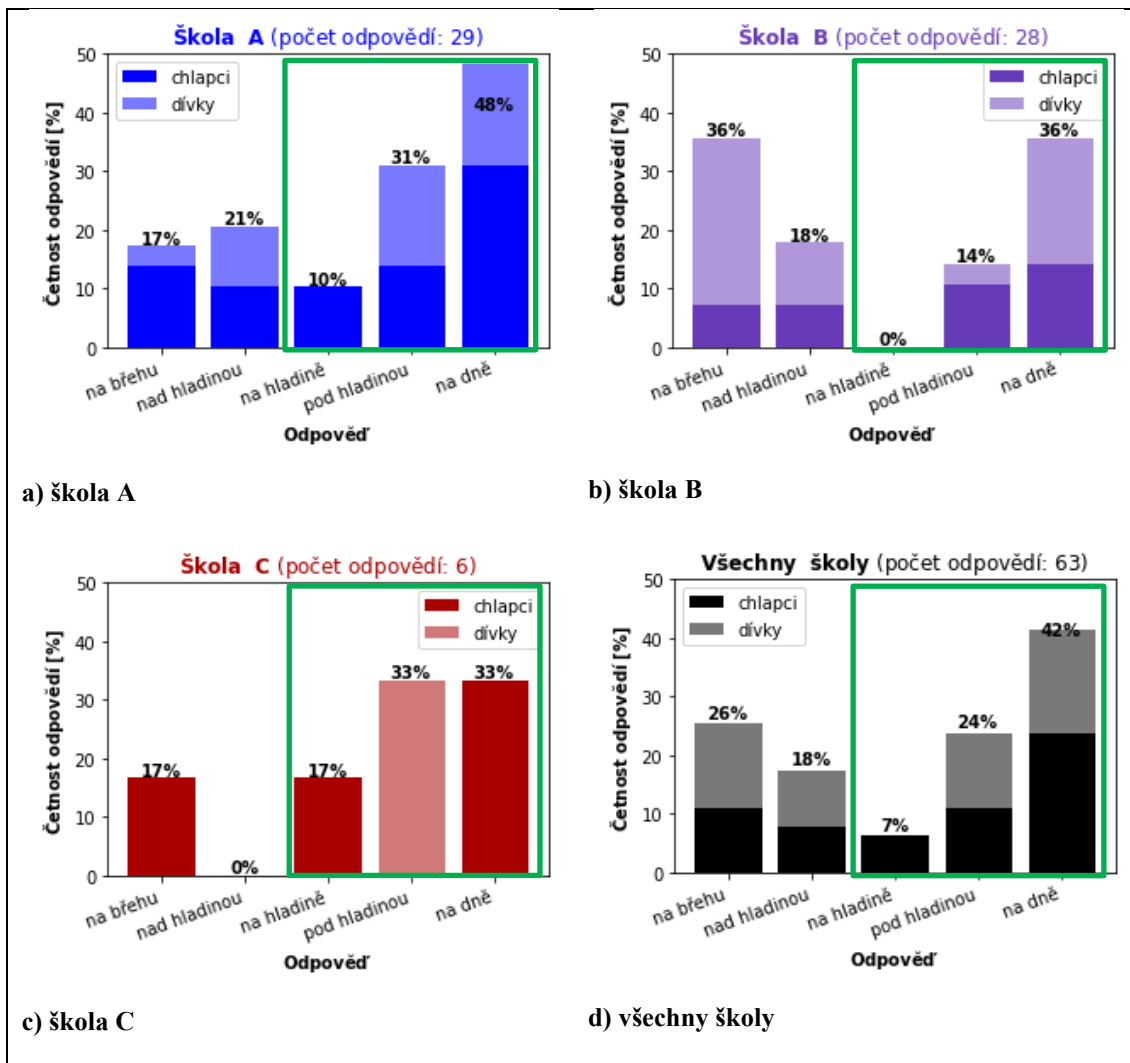 Škola A (počet odpovědí: 29)
Četnost odpovědí [%]
50
40
30
20
10
0
chlapci
dívky
17%
21%
10%
31%
48%
na břehu
nad hladinou
na hladině
pod hladinou
na dně
Odpověď
a) škola A
Škola B (počet odpovědí: 28)
Četnost odpovědí [%]
50
40
30
20
10
0
chlapci
dívky
36%
18%
0%
14%
36%
na břehu
nad hladinou
na hladině
pod hladinou
na dně
Odpověď
b) škola B
Škola C (počet odpovědí: 6)
Četnost odpovědí [%]
50
40
30
20
10
0
chlapci
dívky
17%
0%
17%
33%
33%
na břehu
nad hladinou
na hladině
pod hladinou
na dně
Odpověď
c) škola C
Všechny školy (počet odpovědí: 63)
Četnost odpovědí [%]
50
40
30
20
10
0
chlapci
dívky
26%
18%
7%
24%
42%
na břehu
nad hladinou
na hladině
pod hladinou
na dně
Odpověď
d) všechny školy